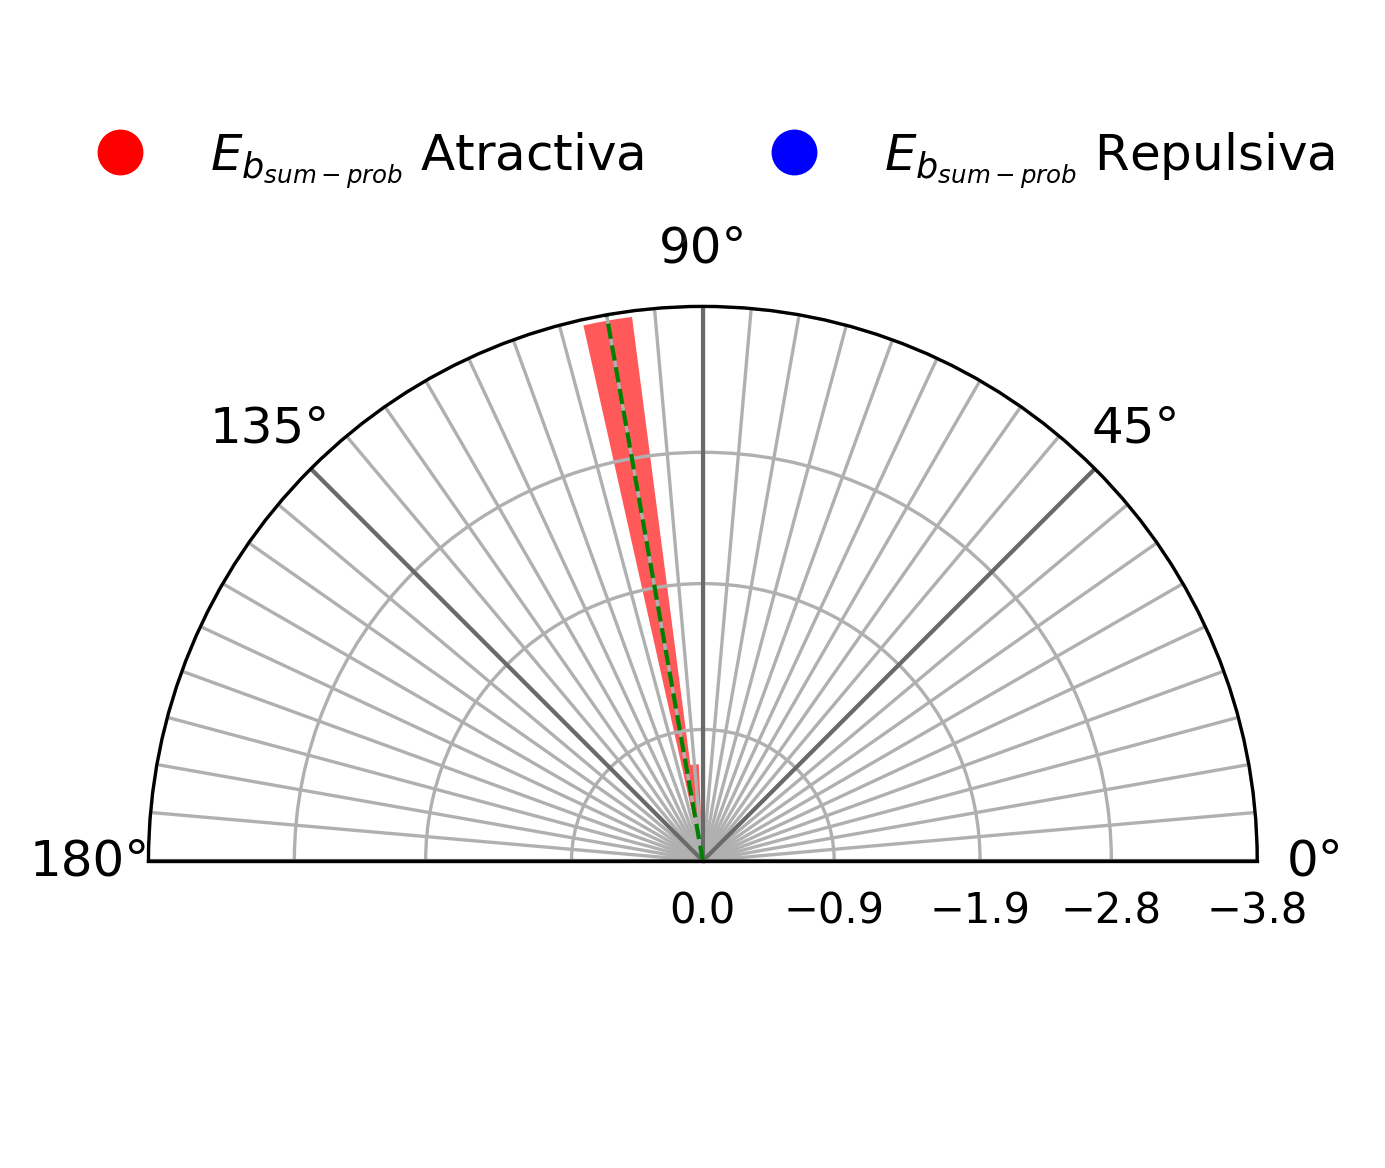 E_{b_{sum-prob}} Atractiva E_{b_{sum-prob}} Repulsiva
90°
135° 45°
180° 0°
0.0 −0.9 −1.9 −2.8 −3.8